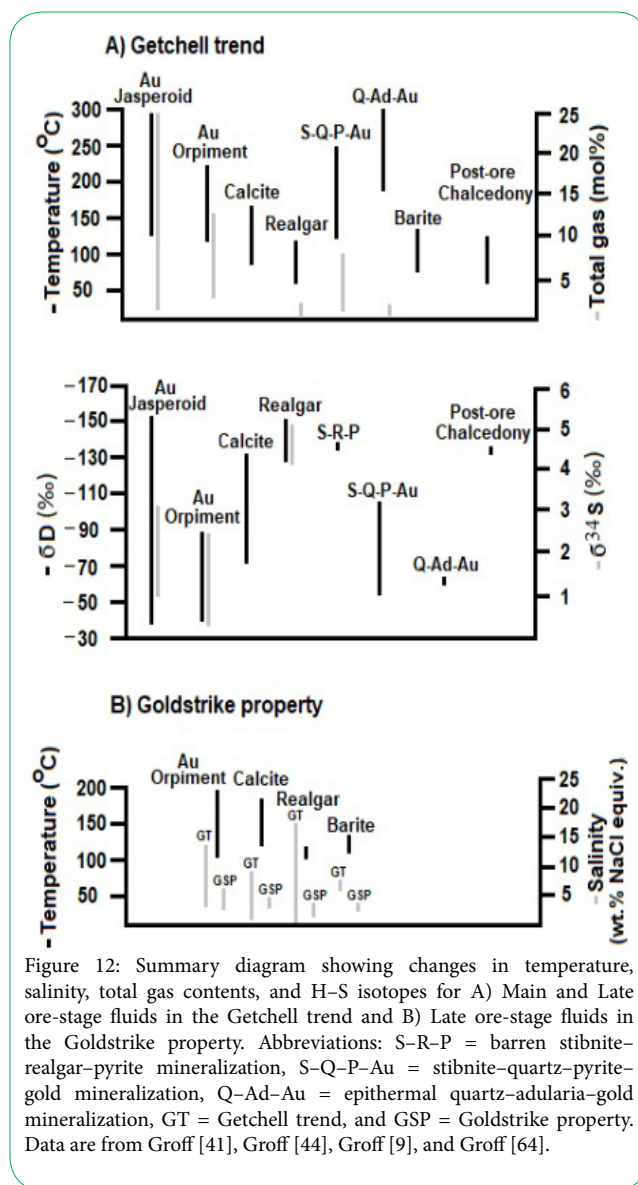 A) Getchell trend
Au
Jasperoid
Au
Orpiment
Calcite
Realgar
S-Q-P-Au
Q-Ad-Au
Barite
Post-ore
Chalcedony
- Temperature (°C)
300
250
200
150
100
50
25
20
15
10
5
- Total gas (mol%)
Au
Jasperoid
Au
Orpiment
Calcite
Realgar
S-R-P
S-Q-P-Au
Q-Ad-Au
Post-ore
Chalcedony
- δD (‰)
-170
-150
-130
-110
-90
-70
-50
-30
6
5
4
3
2
1
- δ34 S (‰)
B) Goldstrike property
Au
Orpiment
Calcite
Realgar
Barite
GT
GSP
GT
GSP
GT
GSP
GT
GSP
- Temperature (°C)
200
150
100
50
25
20
15
10
5
- Salinity
(wt.% NaCl equiv.)
Figure 12: Summary diagram showing changes in temperature,
salinity, total gas contents, and H–S isotopes for A) Main and Late
ore-stage fluids in the Getchell trend and B) Late ore-stage fluids in
the Goldstrike property. Abbreviations: S–R–P = barren stibnite–
realgar–pyrite mineralization, S–Q–P–Au = stibnite–quartz–pyrite–
gold mineralization, Q–Ad–Au = epithermal quartz–adularia–gold
mineralization, GT = Getchell trend, and GSP = Goldstrike property.
Data are from Groff [41], Groff [44], Groff [9], and Groff [64].